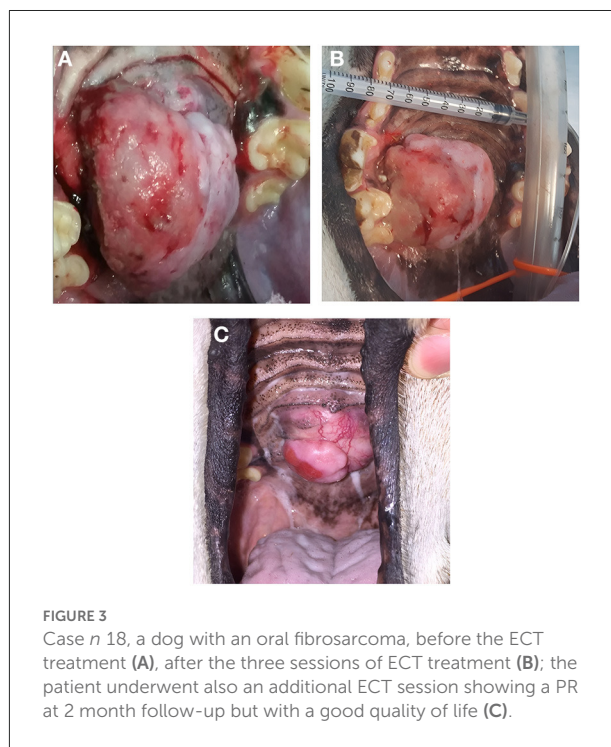 A
B
C
FIGURE 3
Case n 18, a dog with an oral fibrosarcoma, before the ECT
treatment (A), after the three sessions of ECT treatment (B); the
patient underwent also an additional ECT session showing a PR
at 2 month follow-up but with a good quality of life (C).